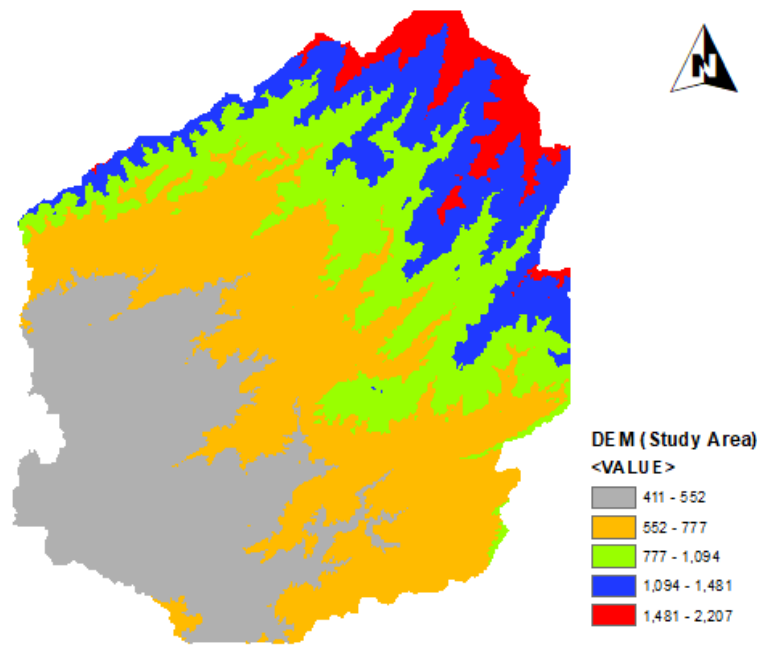 N
DEM (Study Area)
<VALUE>
411 - 552
552 - 777
777 - 1,094
1,094 - 1,481
1,481 - 2,207